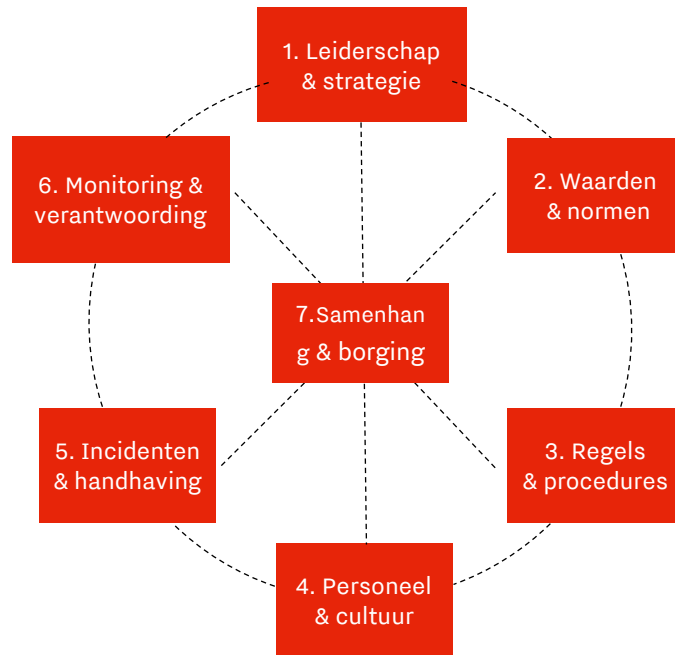 1. Leiderschap
& strategie
2. Waarden
& normen
3. Regels
& procedures
4. Personeel
& cultuur
5. Incidenten
& handhaving
6. Monitoring &
verantwoording
7.Samenhan
g & borging